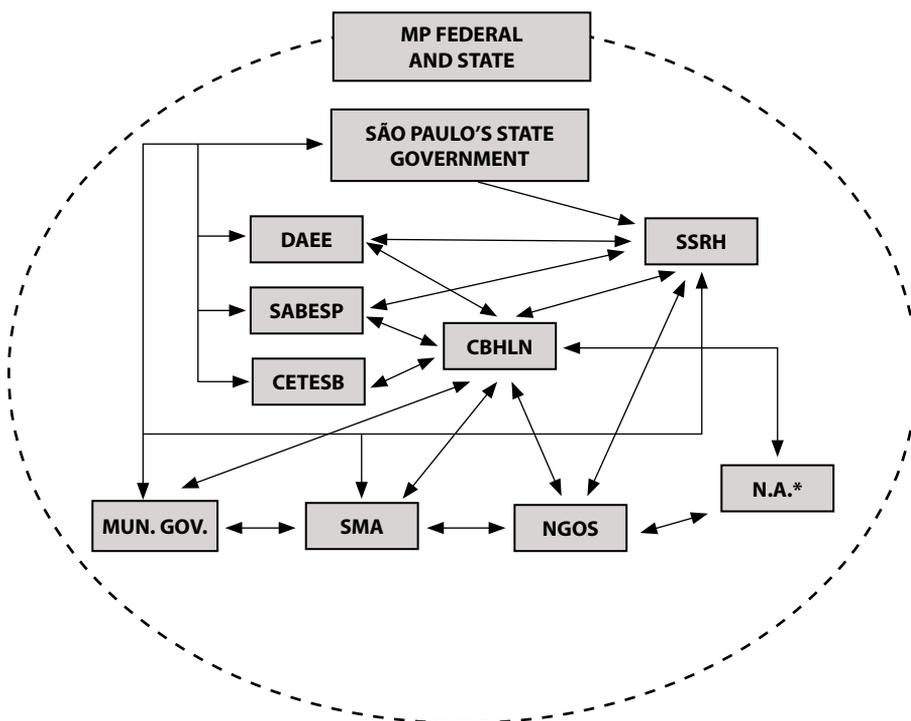 MP FEDERAL
AND STATE
SÃO PAULO'S STATE
GOVERNMENT
DAEE
SSRH
SABESP
CBHLN
CETESB
N.A.*
MUN. GOV.
SMA
NGOS